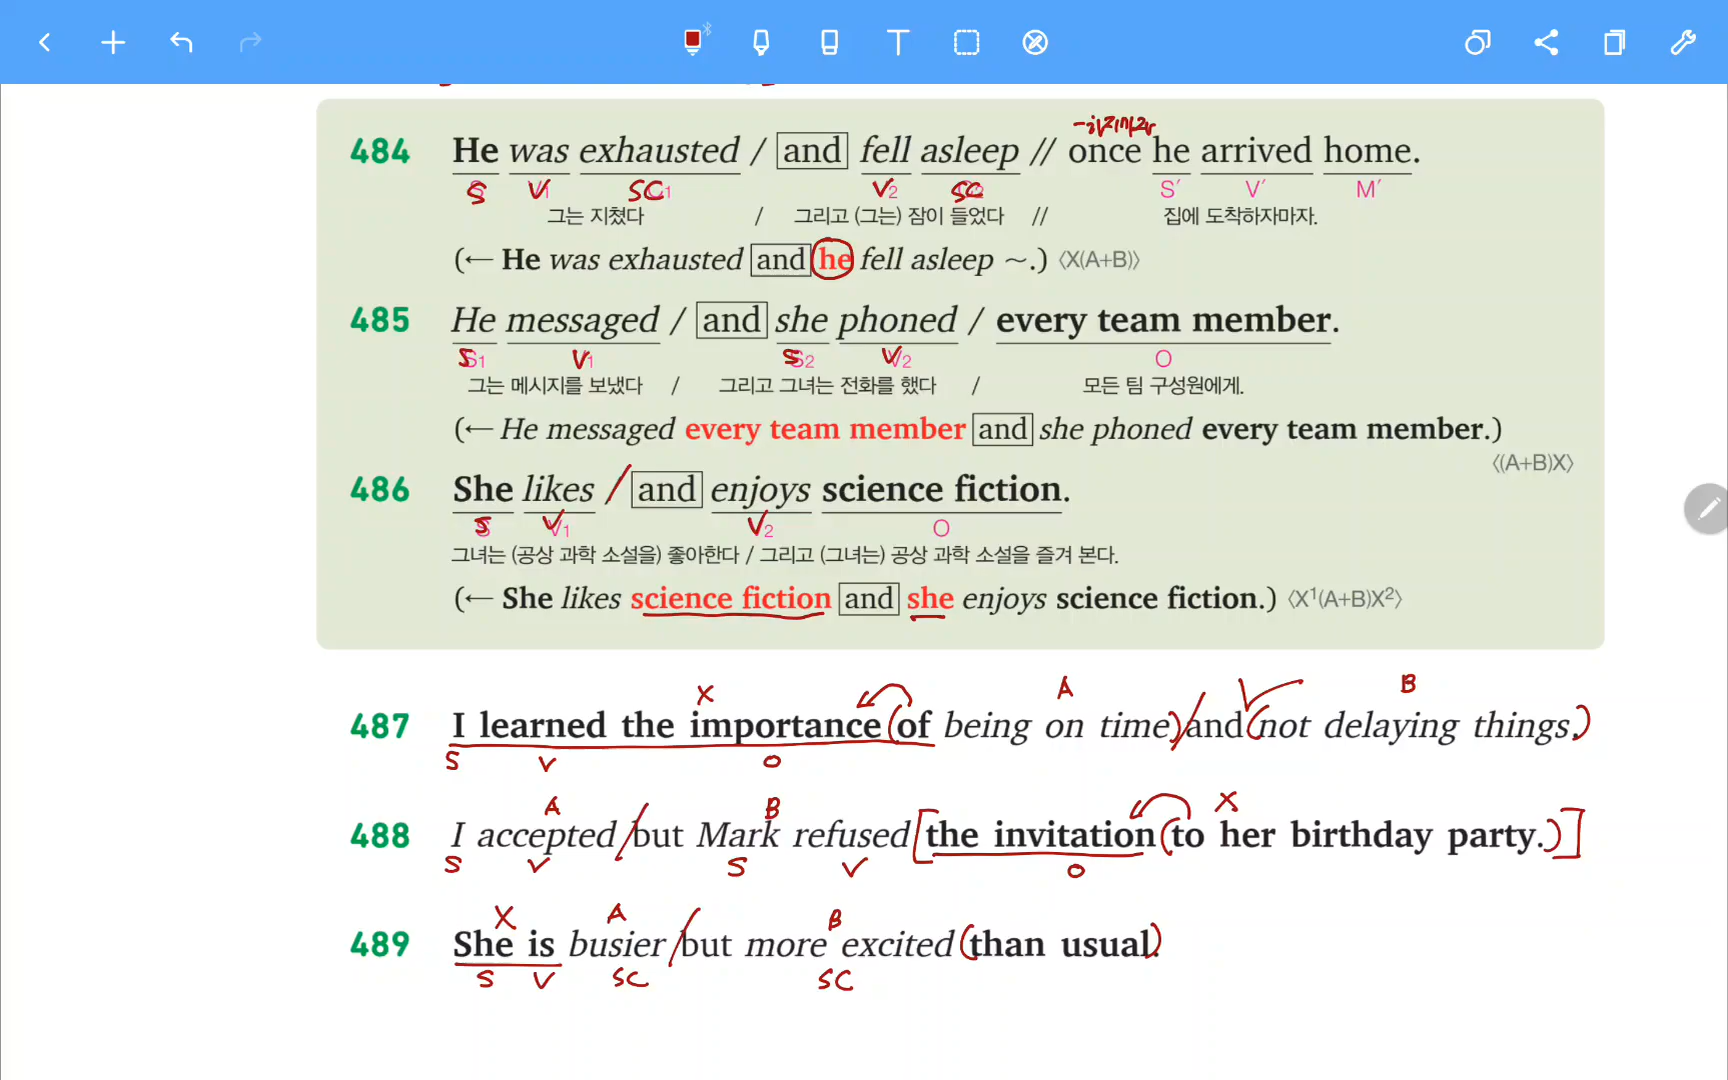 -하자마자
484 He was exhausted / and fell asleep // once he arrived home.
S V₁ SC₁ V₂ SC₂ S′ V′ M′
그는 지쳤다 / 그리고 (그는) 잠이 들었다 // 집에 도착하자마자.
(← He was exhausted and he fell asleep ~.) 〈X(A+B)〉
485 He messaged / and she phoned / every team member.
S₁ V₁ S₂ V₂ O
그는 메시지를 보냈다 / 그리고 그녀는 전화를 했다 / 모든 팀 구성원에게.
(← He messaged every team member and she phoned every team member.)
〈(A+B)X〉
486 She likes / and enjoys science fiction.
S V₁ V₂ O
그녀는 (공상 과학 소설을) 좋아한다 / 그리고 (그녀는) 공상 과학 소설을 즐겨 본다.
(← She likes science fiction and she enjoys science fiction.) 〈X¹(A+B)X²〉
X A B
487 I learned the importance (of being on time) / and (not delaying things.)
S V O
A B X
488 I accepted / but Mark refused [the invitation (to her birthday party.)]
S V S V O
X A B
489 She is busier / but more excited (than usual.)
S V SC SC